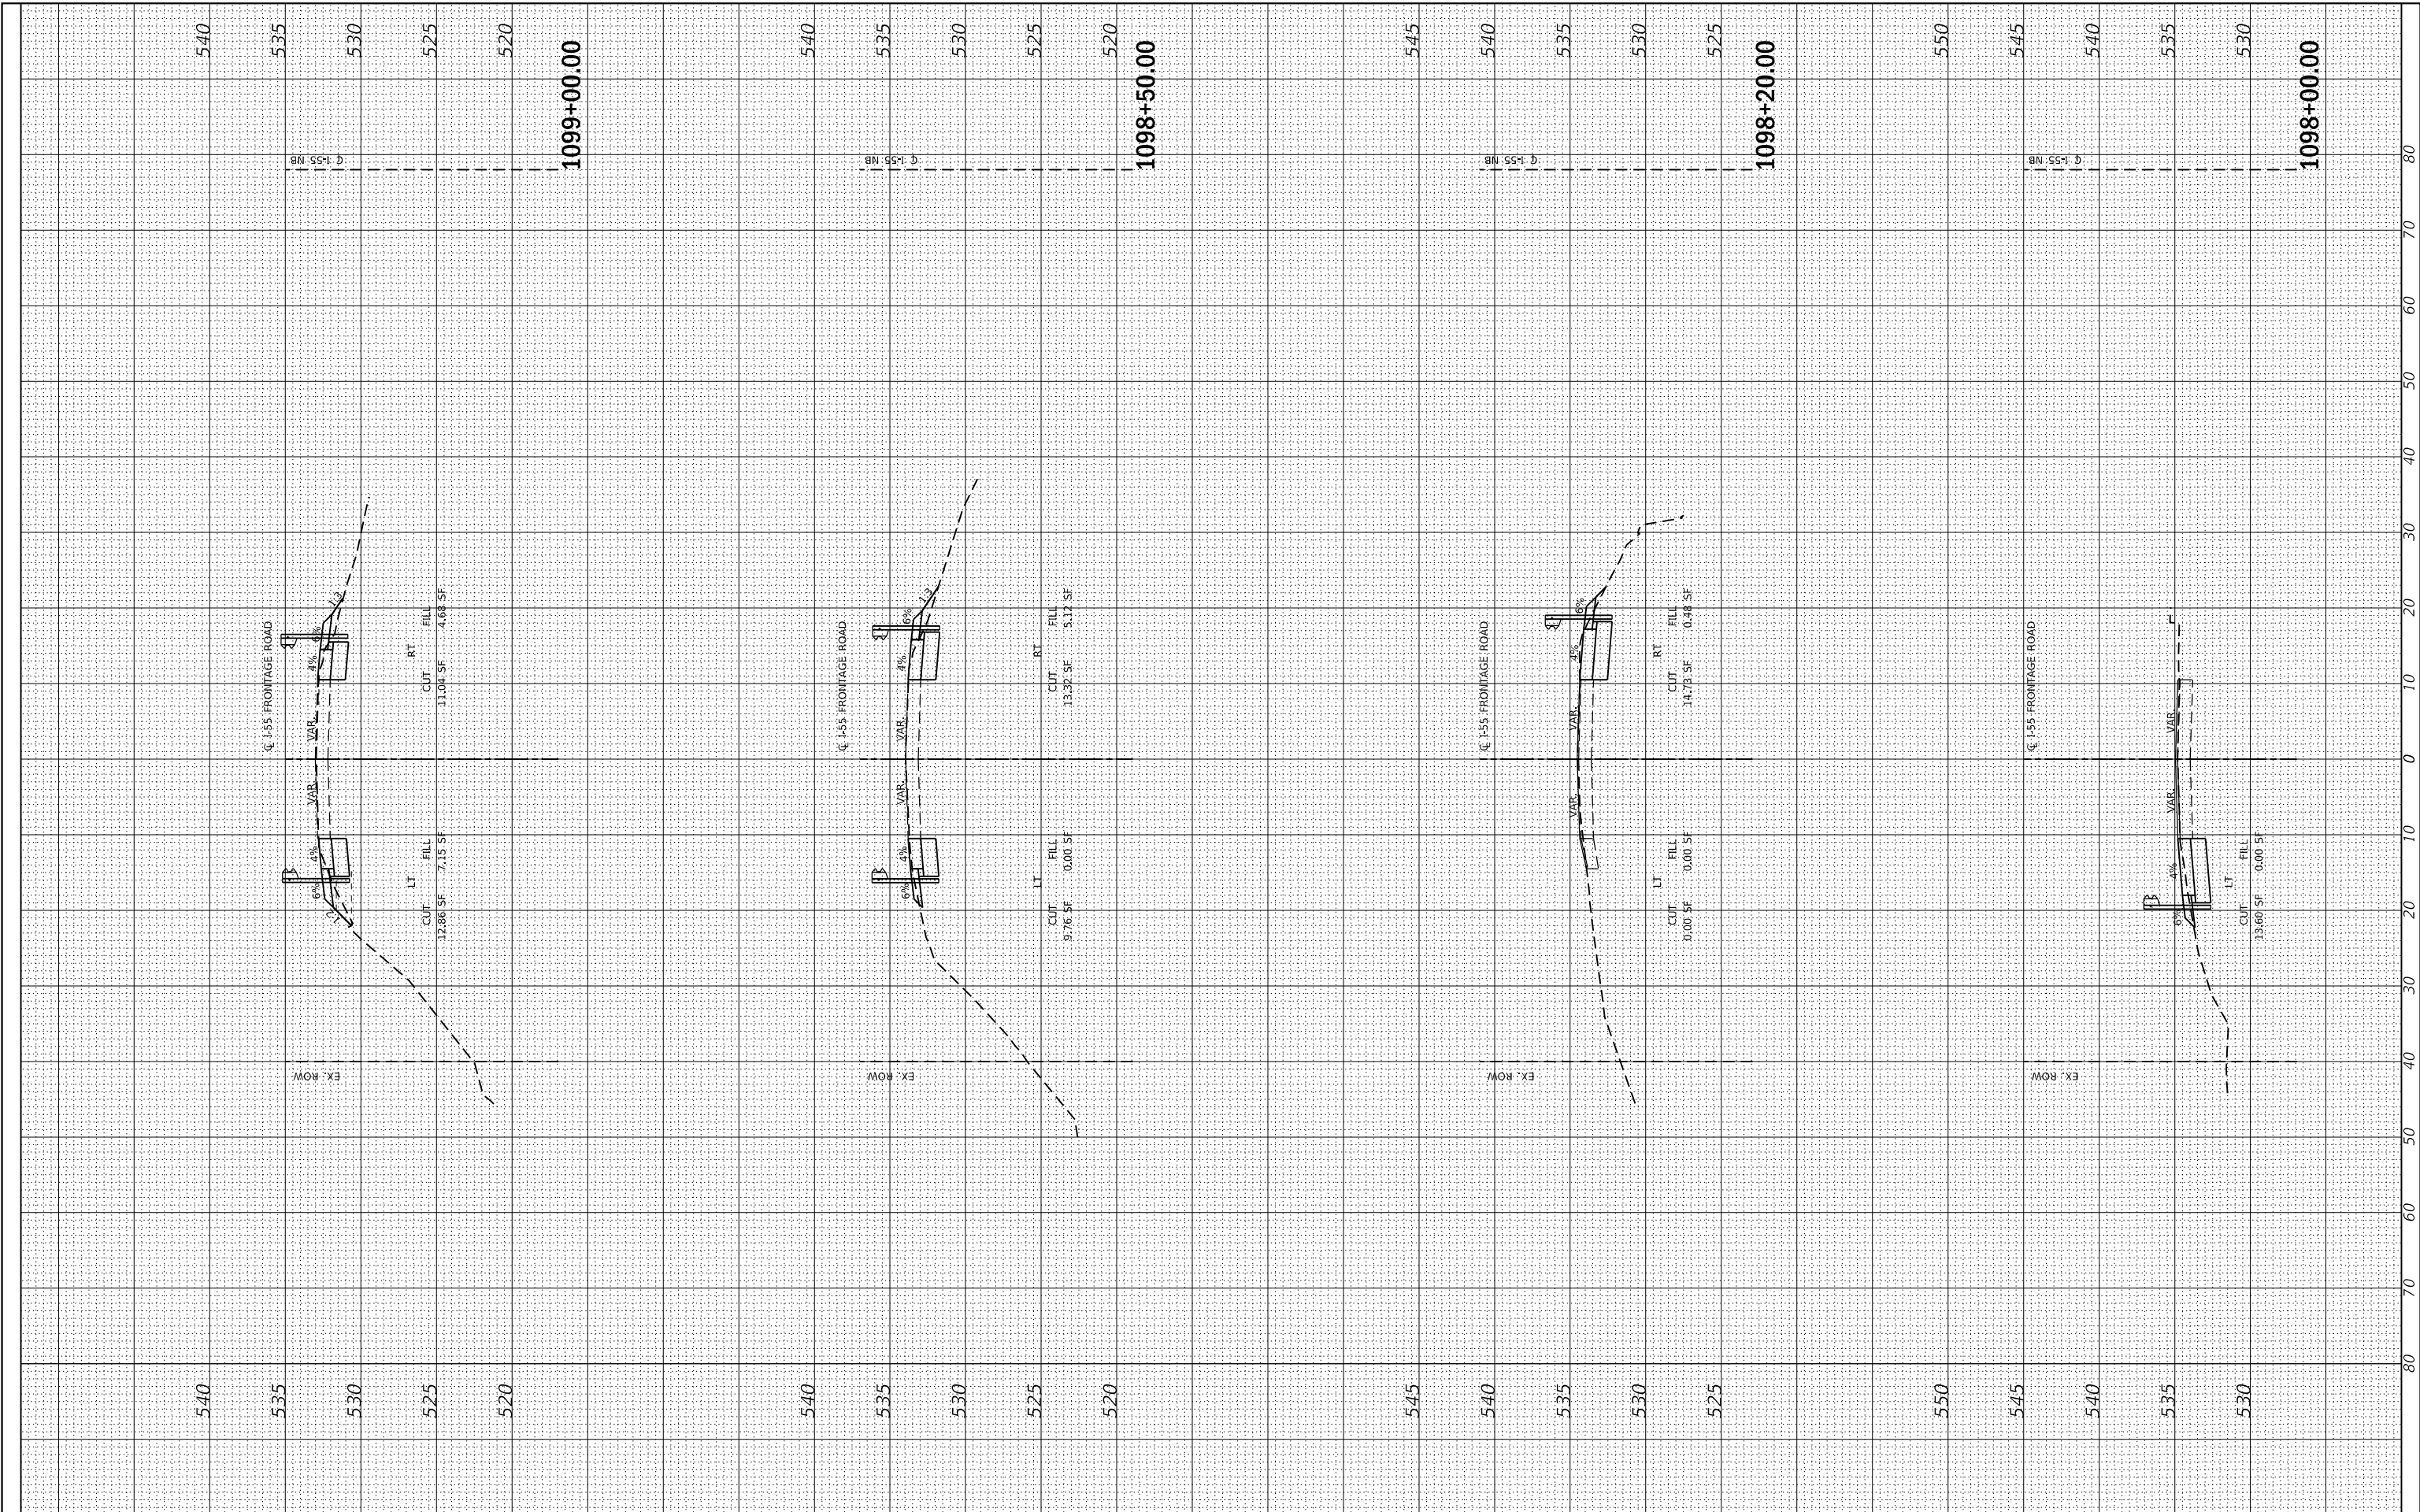 540 540
℄ I-55 FRONTAGE ROAD
535 535
EX. ROW
1:2 6% 4% VAR. VAR. 4% 6% 1:3
℄ I-55 NB
530 530
LT RT
CUT FILL CUT FILL
12.86 SF 7.15 SF 11.04 SF 4.68 SF
525 525
520 520
1099+00.00
540
℄ I-55 FRONTAGE ROAD
535 535
EX. ROW
6% 4% VAR. VAR. 4% 6% 1:3
℄ I-55 NB
530 530
525 525
LT RT
CUT FILL CUT FILL
9.76 SF 0.00 SF 13.32 SF 5.12 SF
520 520
1098+50.00
545 545
℄ I-55 FRONTAGE ROAD
540 540
EX. ROW
℄ I-55 NB
535 535
VAR. VAR. 4% 6%
530 530
LT RT
CUT FILL CUT FILL
0.00 SF 0.00 SF 14.73 SF 0.48 SF
525 525
1098+20.00
550 550
545 545
℄ I-55 FRONTAGE ROAD
EX. ROW
℄ I-55 NB
540 540
535 535
6% 4% VAR. VAR.
LT
CUT FILL
13.60 SF 0.00 SF
530 530
1098+00.00
80 70 60 50 40 30 20 10 0 10 20 30 40 50 60 70 80